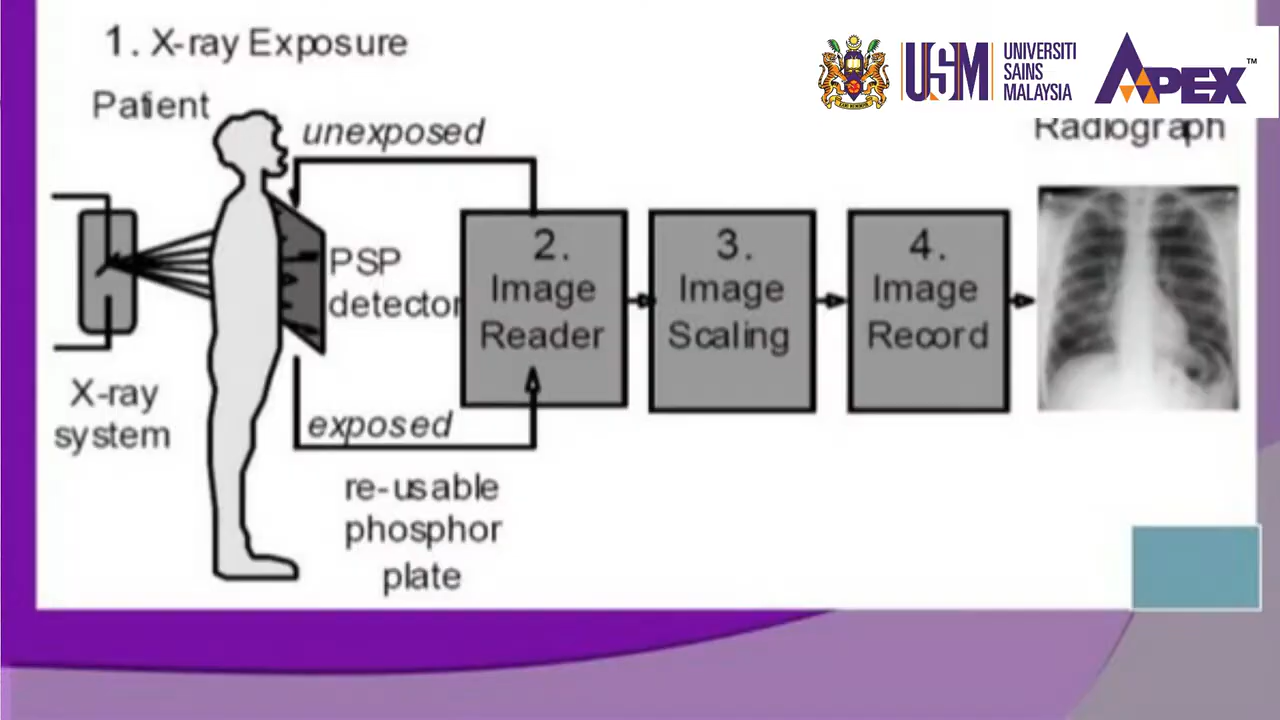 1. X-ray Exposure
Patient
unexposed
PSP
detector
X-ray
system
exposed
re-usable
phosphor
plate
2.
Image
Reader
3.
Image
Scaling
4.
Image
Record
Radiograph
USM
UNIVERSITI
SAINS
MALAYSIA
APEX™